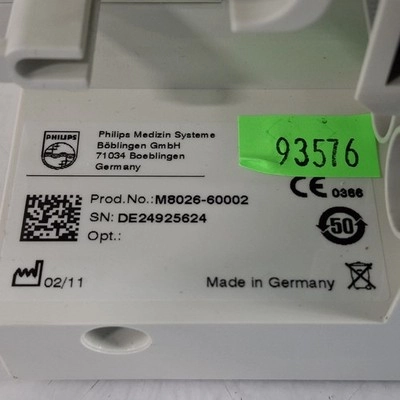 PHILIPS
Philips Medizin Systeme
Böblingen GmbH
71034 Boeblingen
Germany
93576
CE 0366
Prod.No.: M8026-60002
SN: DE24925624
Opt.:
50
02/11
Made in Germany